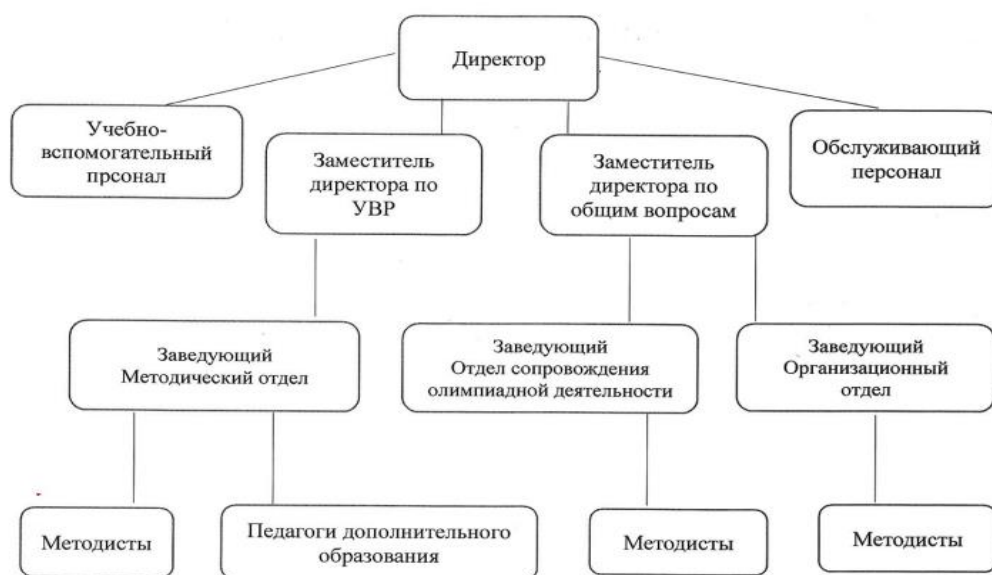 Директор
Учебно-
вспомогательный
прсонал
Заместитель
директора по
УВР
Заместитель
директора по
общим вопросам
Обслуживающий
персонал
Заведующий
Методический отдел
Заведующий
Отдел сопровождения
олимпиадной деятельности
Заведующий
Организационный
отдел
Методисты
Педагоги дополнительного
образования
Методисты
Методисты